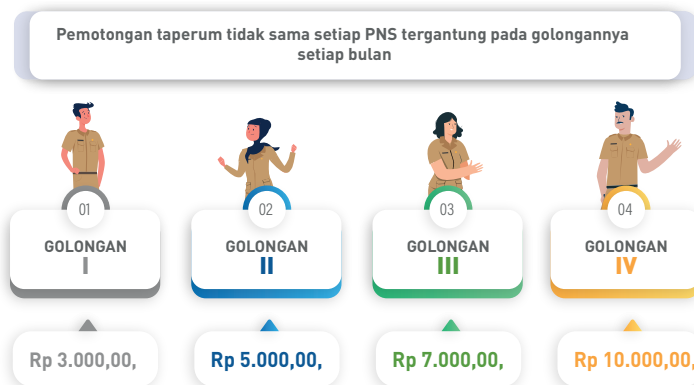 Pemotongan taperum tidak sama setiap PNS tergantung pada golongannya
setiap bulan
01
02
03
04
GOLONGAN
I
GOLONGAN
II
GOLONGAN
III
GOLONGAN
IV
Rp 3.000,00,
Rp 5.000,00,
Rp 7.000,00,
Rp 10.000,00,